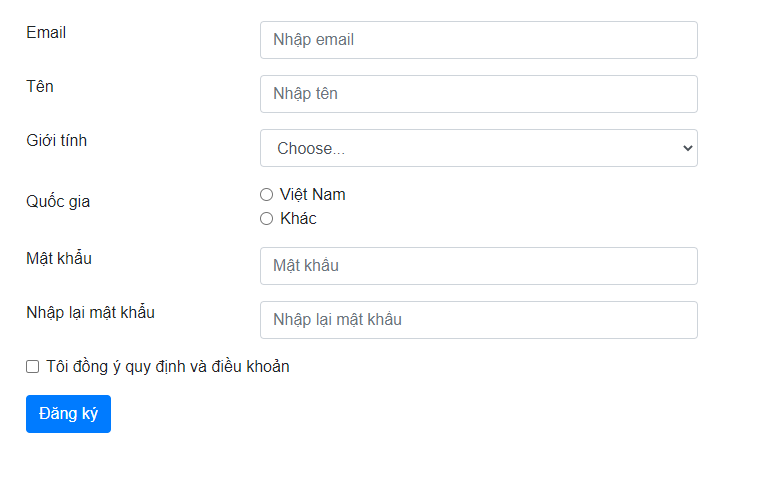 Email
Nhập email
Tên
Nhập tên
Giới tính
Choose...
Quốc gia
Việt Nam
Khác
Mật khẩu
Mật khâu
Nhập lại mật khẩu
Nhập lại mật khẩu
Tôi đồng ý quy định và điều khoản
Đăng ký